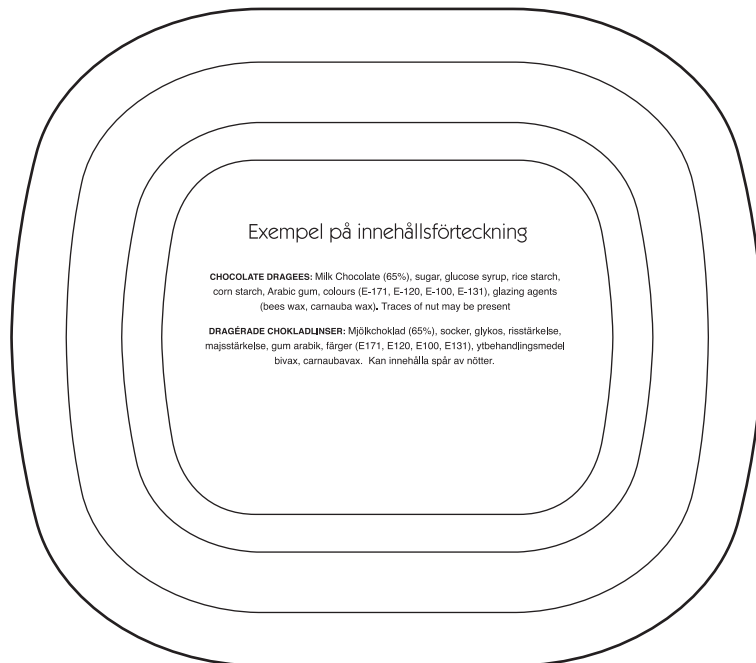 Exempel på innehållsförteckning
CHOCOLATE DRAGEES: Milk Chocolate (65%), sugar, glucose syrup, rice starch,
corn starch, Arabic gum, colours (E-171, E-120, E-100, E-131), glazing agents
(bees wax, carnauba wax). Traces of nut may be present
DRAGÉRADE CHOKLADLINSER: Mjölkchoklad (65%), socker, glykos, risstärkelse,
majsstärkelse, gum arabik, färger (E171, E120, E100, E131), ytbehandlingsmedel
bivax, carnaubavax. Kan innehålla spår av nötter.